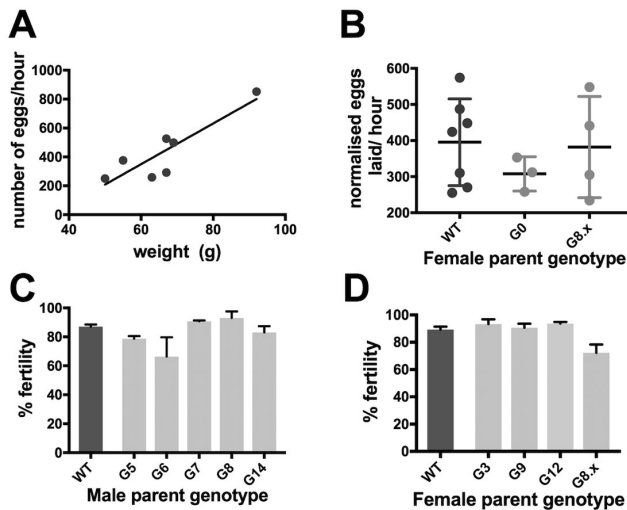 A
number of eggs/hour
1000
800
600
400
200
0
40
60
80
100
weight (g)
B
normalised eggs
laid/ hour
600
500
400
300
200
WT
G0
G8.x
Female parent genotype
C
% fertility
100
80
60
40
20
0
WT
G5
G6
G7
G8
G14
Male parent genotype
D
% fertility
100
80
60
40
20
0
WT
G3
G9
G12
G8.x
Female parent genotype